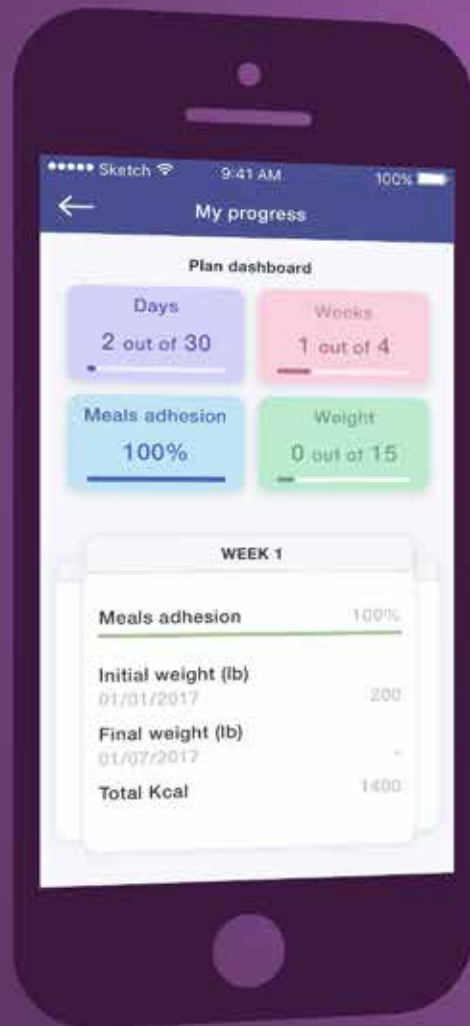 Sketch 9:41 AM 100%
My progress
Plan dashboard
Days
2 out of 30
Weeks
1 out of 4
Meals adhesion
100%
Weight
0 out of 15
WEEK 1
Meals adhesion 100%
Initial weight (lb)
01/01/2017 200
Final weight (lb)
01/07/2017 -
Total Kcal 1400